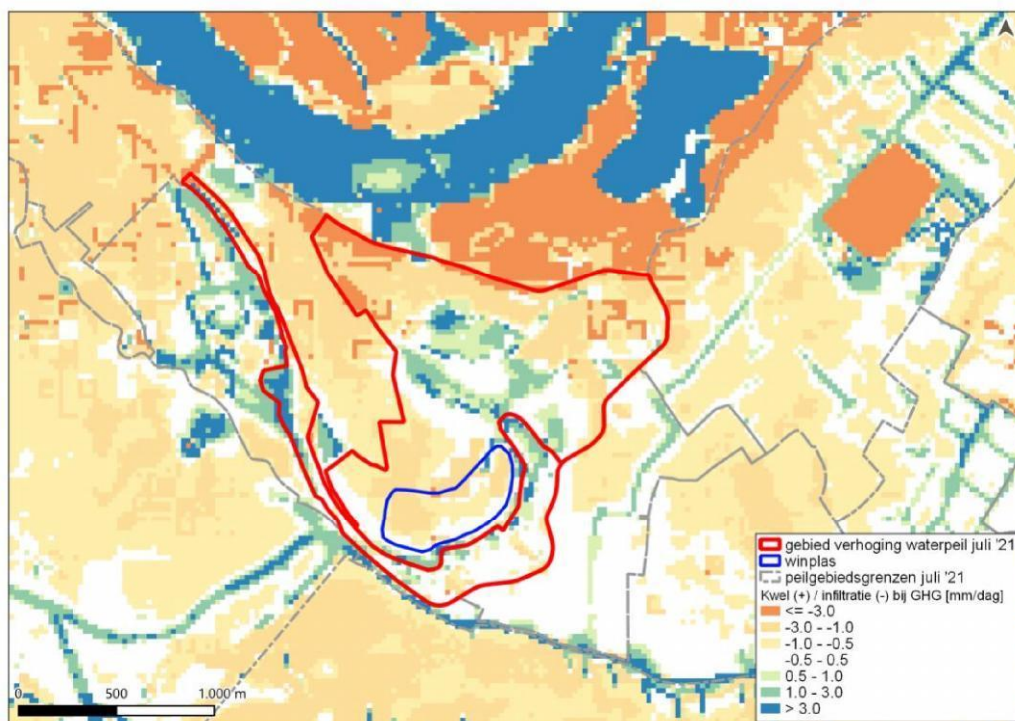 N
gebied verhoging waterpeil juli '21
winplas
peilgebiedsgrenzen juli '21
Kwel (+) / infiltratie (-) bij GHG [mm/dag]
<= -3.0
-3.0 - -1.0
-1.0 - -0.5
-0.5 - 0.5
0.5 - 1.0
1.0 - 3.0
> 3.0
0 500 1.000 m